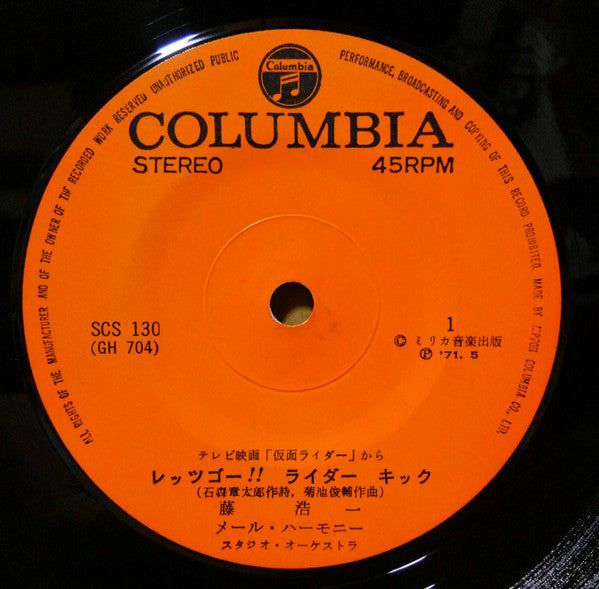 ALL RIGHTS OF THE MANUFACTURER AND OF THE OWNER OF THE RECORDED WORK RESERVED UNAUTHORIZED PUBLIC PERFORMANCE, BROADCASTING AND COPYING OF THIS RECORD PROHIBITED. MADE BY NIPPON COLUMBIA CO., LTD.
Columbia
COLUMBIA
STEREO 45RPM
SCS 130
(GH 704)
1
© ミリカ音楽出版
Ⓟ '71. 5
テレビ映画「仮面ライダー」から
レッツゴー!! ライダー キック
(石森章太郎作詩, 菊池俊輔作曲)
藤 浩一
メール・ハーモニー
スタジオ・オーケストラ